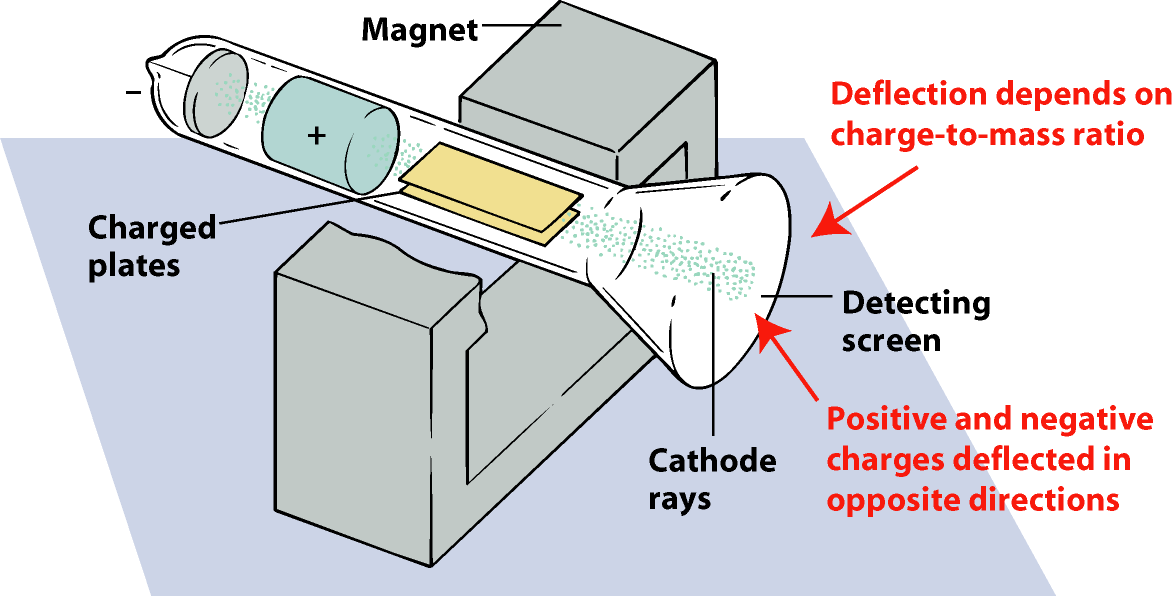 Magnet
Deflection depends on
charge-to-mass ratio
−
+
Charged
plates
Detecting
screen
Cathode
rays
Positive and negative
charges deflected in
opposite directions